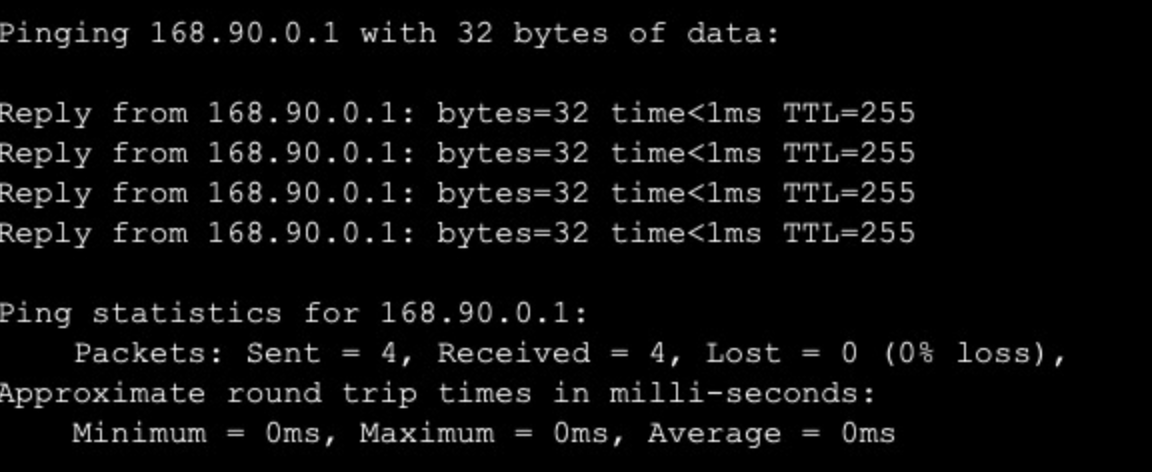 Pinging 168.90.0.1 with 32 bytes of data:
Reply from 168.90.0.1: bytes=32 time<1ms TTL=255
Reply from 168.90.0.1: bytes=32 time<1ms TTL=255
Reply from 168.90.0.1: bytes=32 time<1ms TTL=255
Reply from 168.90.0.1: bytes=32 time<1ms TTL=255
Ping statistics for 168.90.0.1:
Packets: Sent = 4, Received = 4, Lost = 0 (0% loss),
Approximate round trip times in milli-seconds:
Minimum = 0ms, Maximum = 0ms, Average = 0ms